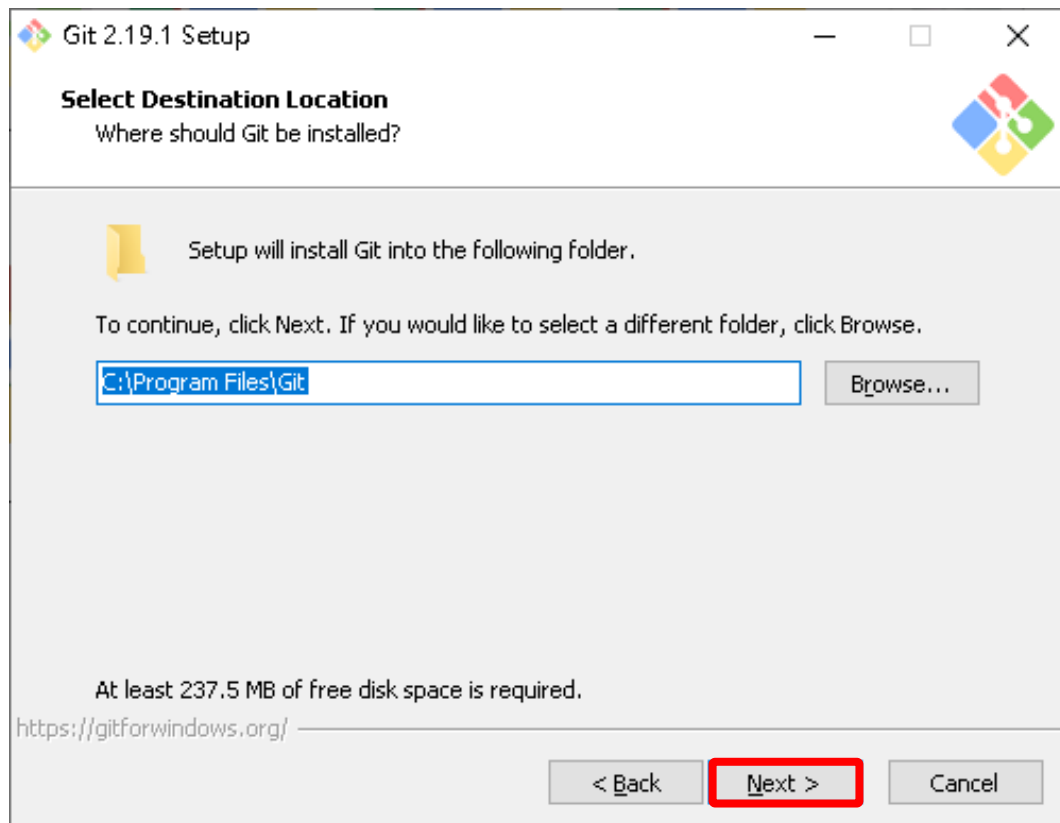 Git 2.19.1 Setup
Select Destination Location
Where should Git be installed?
Setup will install Git into the following folder.
To continue, click Next. If you would like to select a different folder, click Browse.
C:\Program Files\Git
Browse...
At least 237.5 MB of free disk space is required.
https://gitforwindows.org/
< Back
Next >
Cancel